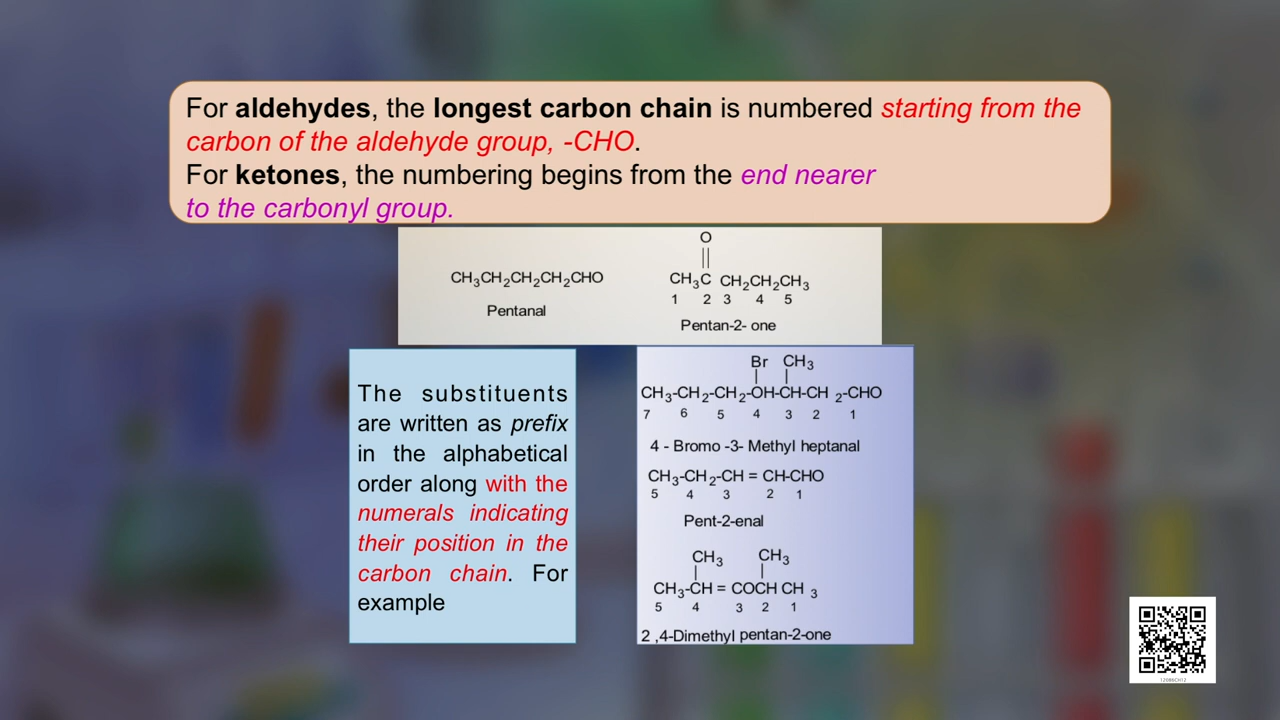 For aldehydes, the longest carbon chain is numbered starting from the
carbon of the aldehyde group, -CHO.
For ketones, the numbering begins from the end nearer
to the carbonyl group.
O
||
CH₃CH₂CH₂CH₂CHO
CH₃C CH₂CH₂CH₃
1 2 3 4 5
Pentanal
Pentan-2- one
The substituents
are written as prefix
in the alphabetical
order along with the
numerals indicating
their position in the
carbon chain. For
example
Br CH₃
CH₃-CH₂-CH₂-OH-CH-CH ₂-CHO
7 6 5 4 3 2 1
4 - Bromo -3- Methyl heptanal
CH₃-CH₂-CH = CH-CHO
5 4 3 2 1
Pent-2-enal
CH₃ CH₃
CH₃-CH = COCH CH ₃
5 4 3 2 1
2 ,4-Dimethyl pentan-2-one